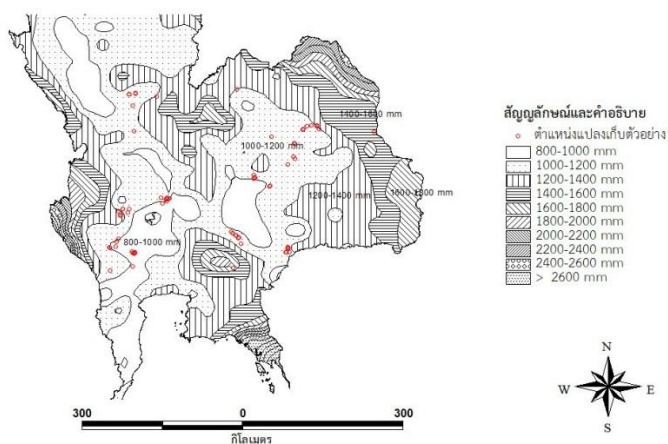 1400-1600 mm
1000-1200 mm
1200-1400 mm
1600-1800 mm
800-1000 mm
สัญญลักษณ์และคำอธิบาย
ตำแหน่งแปลงเก็บตัวอย่าง
800-1000 mm
1000-1200 mm
1200-1400 mm
1400-1600 mm
1600-1800 mm
1800-2000 mm
2000-2200 mm
2200-2400 mm
2400-2600 mm
> 2600 mm
N
W E
S
300 0 300
กิโลเมตร